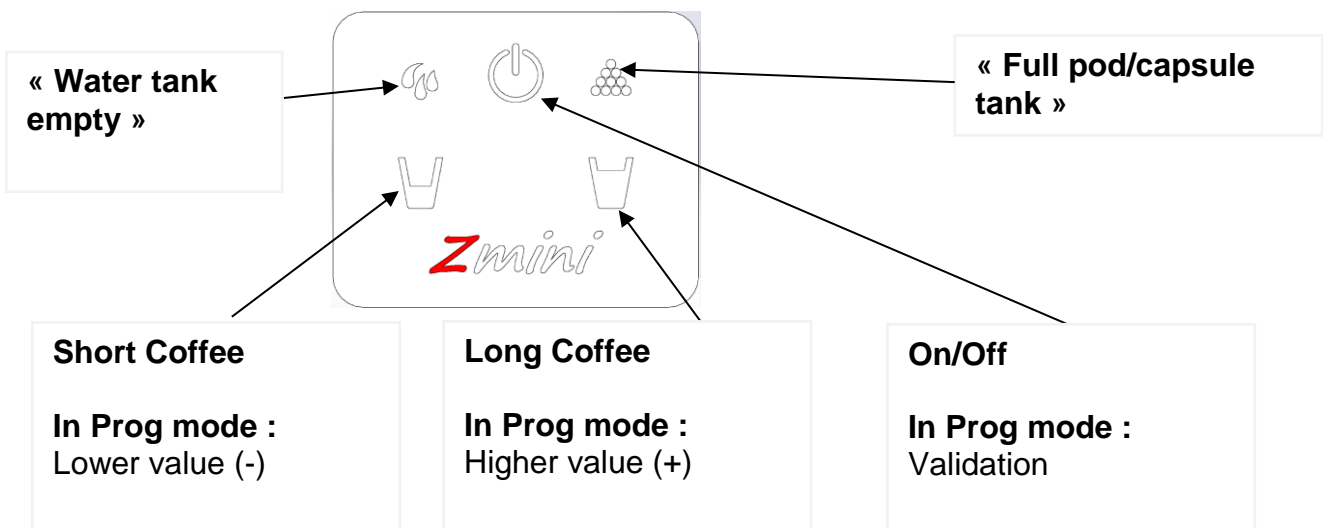 « Water tank
empty »
« Full pod/capsule
tank »
Zmini
Short Coffee
In Prog mode :
Lower value (-)
Long Coffee
In Prog mode :
Higher value (+)
On/Off
In Prog mode :
Validation